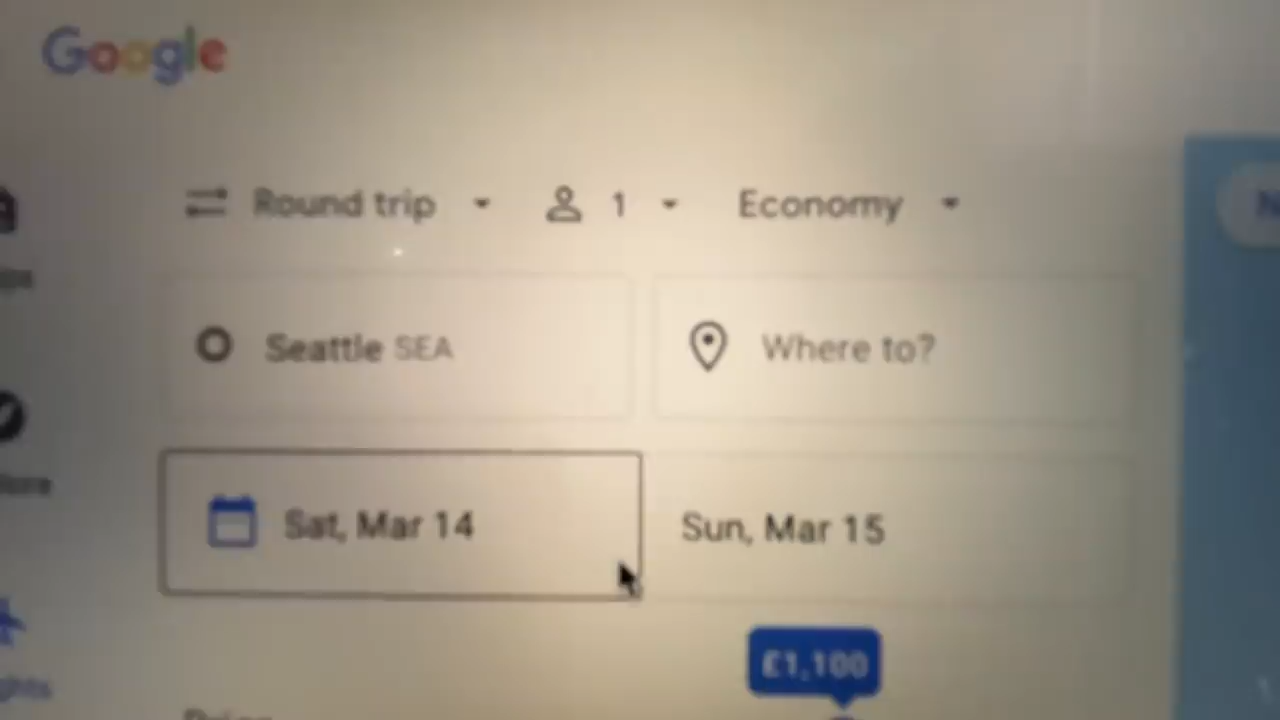 Google
Round trip 1 Economy
Seattle SEA Where to?
Sat, Mar 14 Sun, Mar 15
£1,100